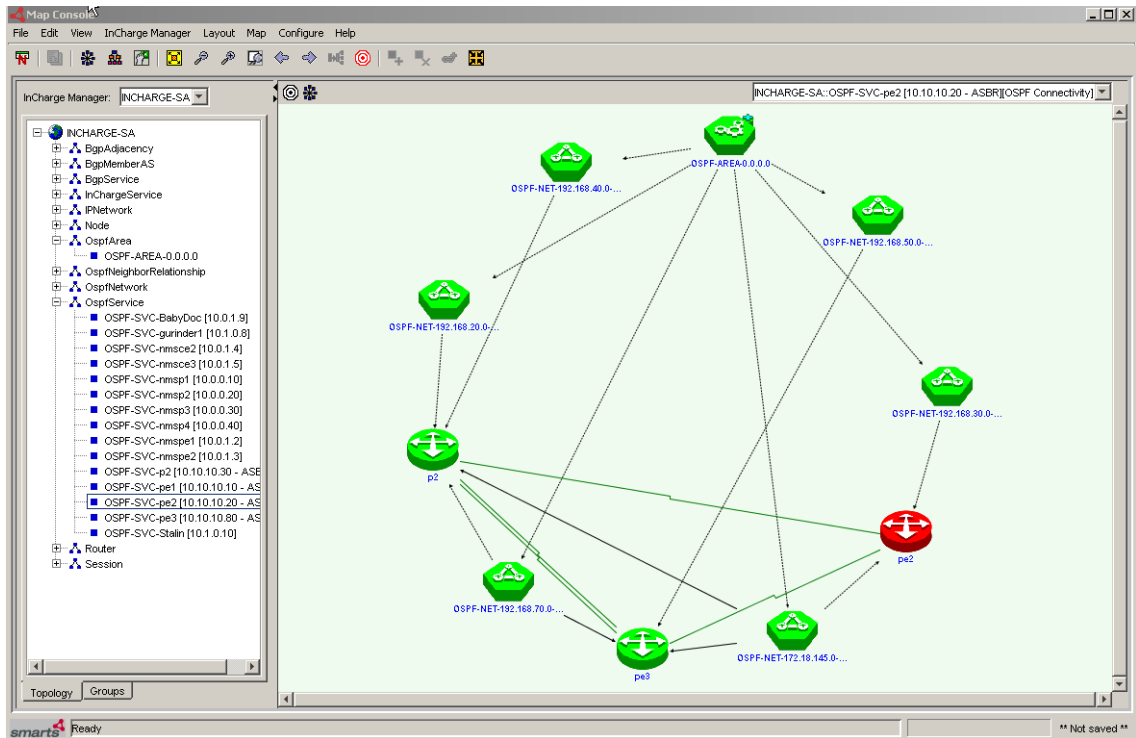 Map Console
File Edit View InCharge Manager Layout Map Configure Help
InCharge Manager: INCHARGE-SA
INCHARGE-SA::OSPF-SVC-pe2 [10.10.10.20 - ASBR][OSPF Connectivity]
INCHARGE-SA
BgpAdjacency
BgpMemberAS
BgpService
InChargeService
IPNetwork
Node
OspfArea
OSPF-AREA-0.0.0.0
OspfNeighborRelationship
OspfNetwork
OspfService
OSPF-SVC-BabyDoc [10.0.1.9]
OSPF-SVC-gurinder1 [10.1.0.8]
OSPF-SVC-nmsce2 [10.0.1.4]
OSPF-SVC-nmsce3 [10.0.1.5]
OSPF-SVC-nmsp1 [10.0.0.10]
OSPF-SVC-nmsp2 [10.0.0.20]
OSPF-SVC-nmsp3 [10.0.0.30]
OSPF-SVC-nmsp4 [10.0.0.40]
OSPF-SVC-nmspe1 [10.0.1.2]
OSPF-SVC-nmspe2 [10.0.1.3]
OSPF-SVC-p2 [10.10.10.30 - ASB
OSPF-SVC-pe1 [10.10.10.10 - AS
OSPF-SVC-pe2 [10.10.10.20 - AS
OSPF-SVC-pe3 [10.10.10.80 - AS
OSPF-SVC-Stalin [10.1.0.10]
Router
Session
Topology Groups
OSPF-AREA-0.0.0.0
OSPF-NET-192.168.40.0-...
OSPF-NET-192.168.50.0-...
OSPF-NET-192.168.20.0-...
OSPF-NET-192.168.30.0-...
p2
pe2
OSPF-NET-192.168.70.0-...
OSPF-NET-172.18.145.0-...
pe3
smarts Ready ** Not saved **